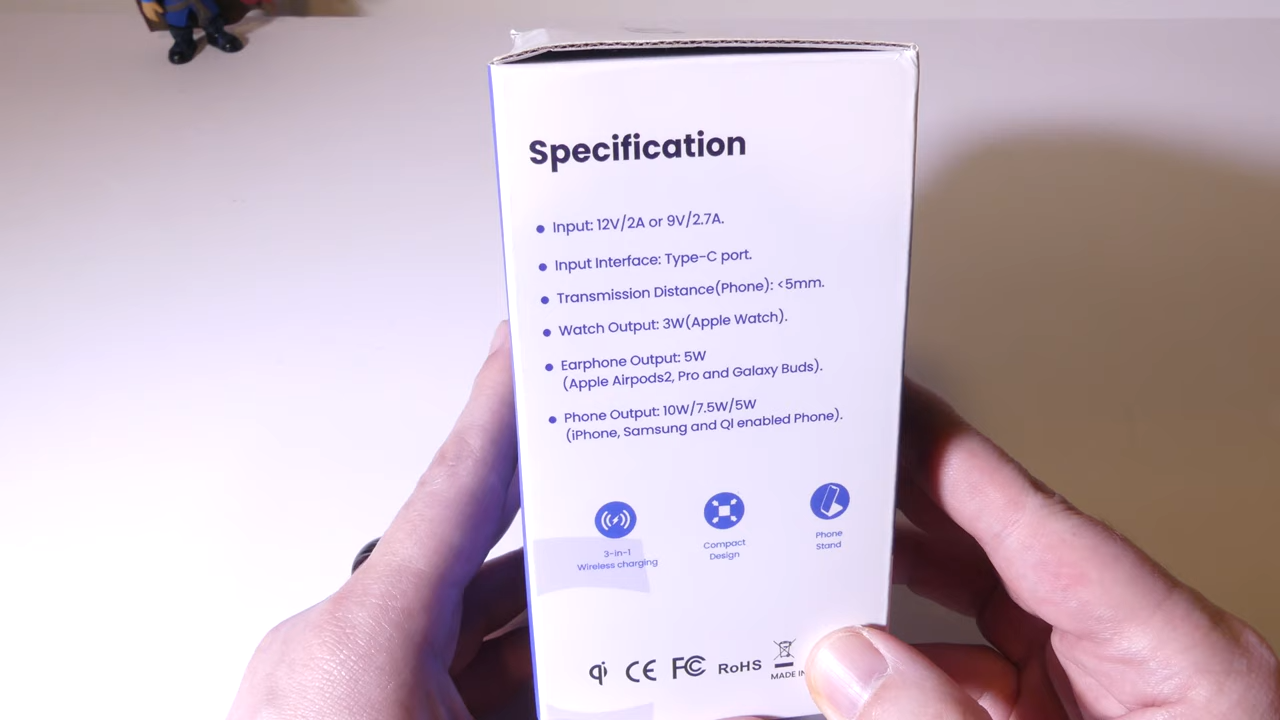 Specification
Input: 12V/2A or 9V/2.7A.
Input Interface: Type-C port.
Transmission Distance(Phone): <5mm.
Watch Output: 3W(Apple Watch).
Earphone Output: 5W
(Apple Airpods2, Pro and Galaxy Buds).
Phone Output: 10W/7.5W/5W
(iPhone, Samsung and QI enabled Phone).
3-in-1
Wireless charging
Compact
Design
Phone
Stand
qi CE FC RoHS
MADE IN